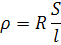 ρ = R S/l